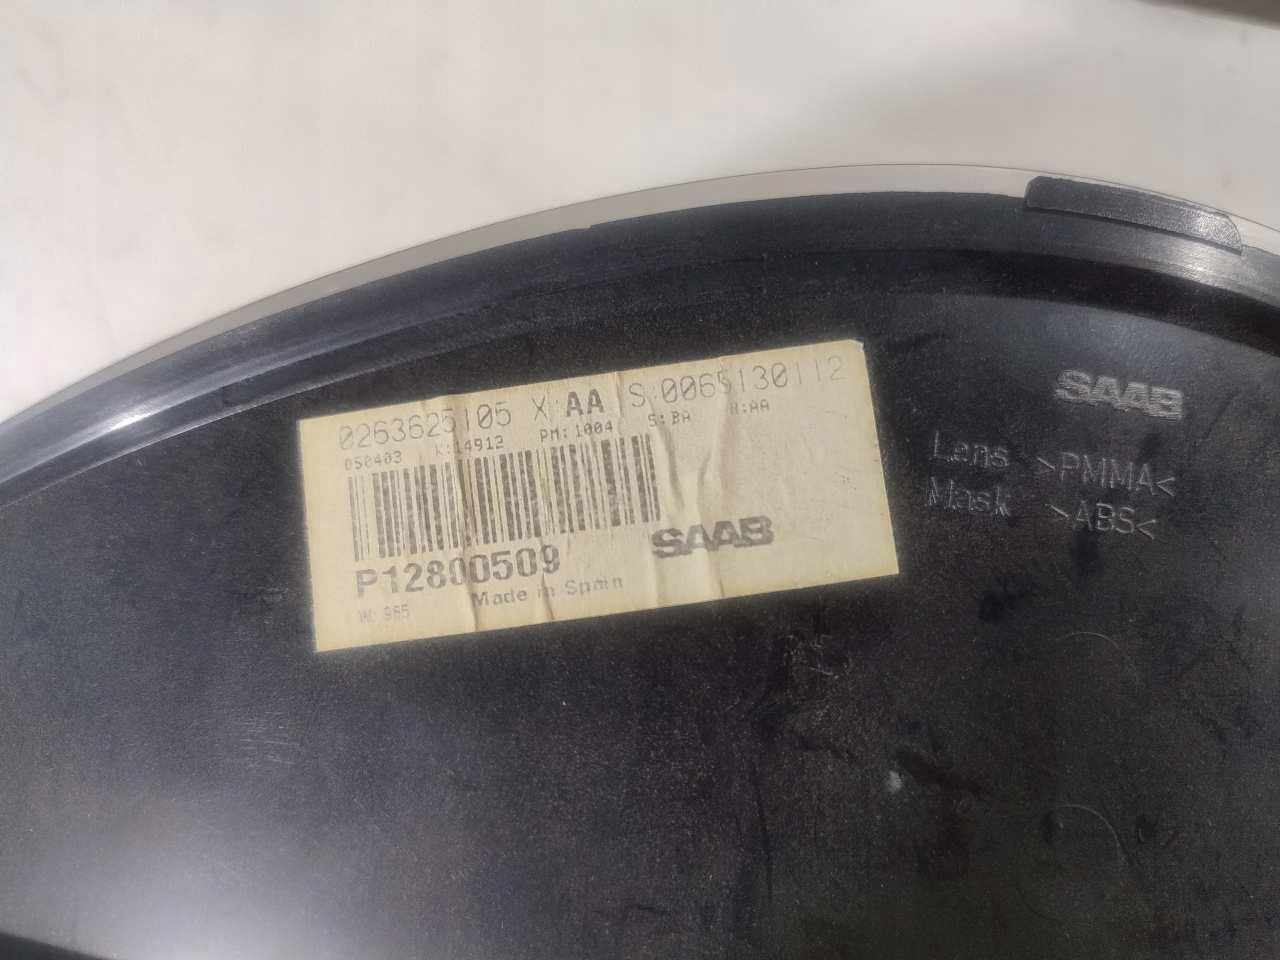 0263625105 X:AA S:0065130112
050403 K:14912 PM:1004 S:BA H:AA
P12800509 SAAB
W:965 Made in Spain
SAAB
Lens >PMMA<
Mask >ABS<